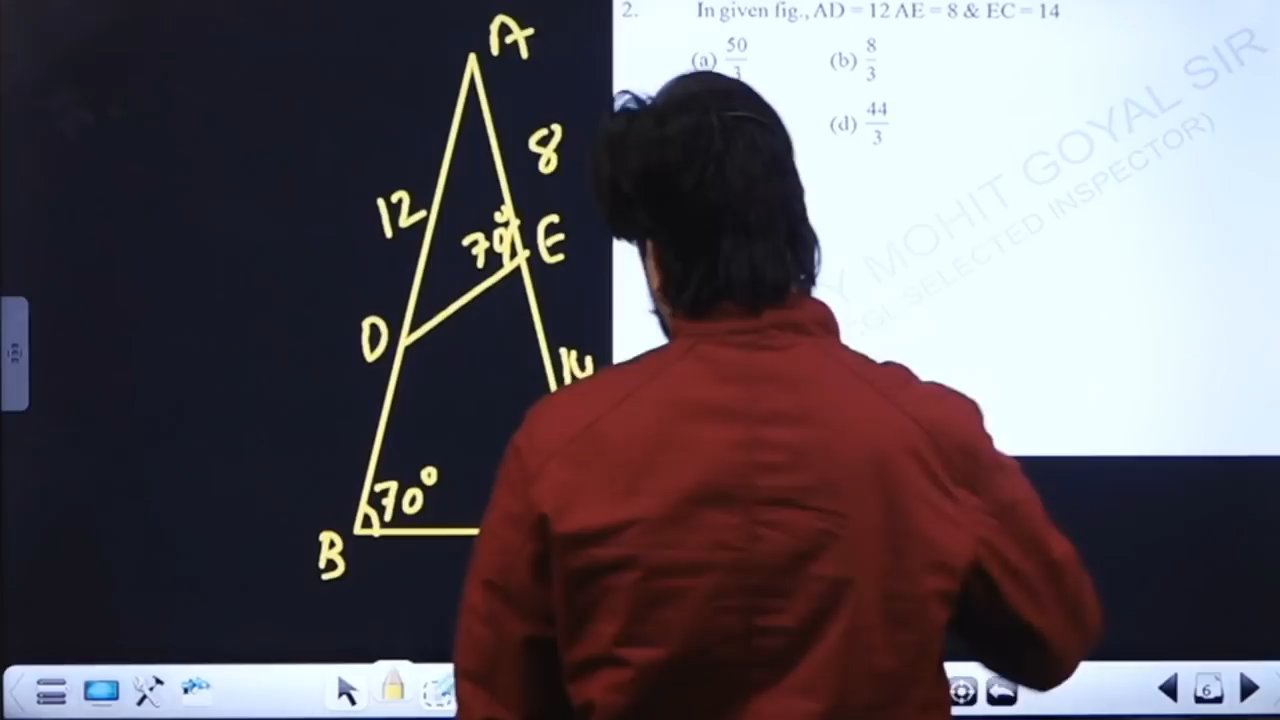 2. In given fig., AD = 12 AE = 8 & EC = 14
(a) 50/3 (b) 8/3
(d) 44/3
MOHIT GOYAL SIR
CGL SELECTED INSPECTOR)
A
8
12
70° E
D
14
70°
B
6